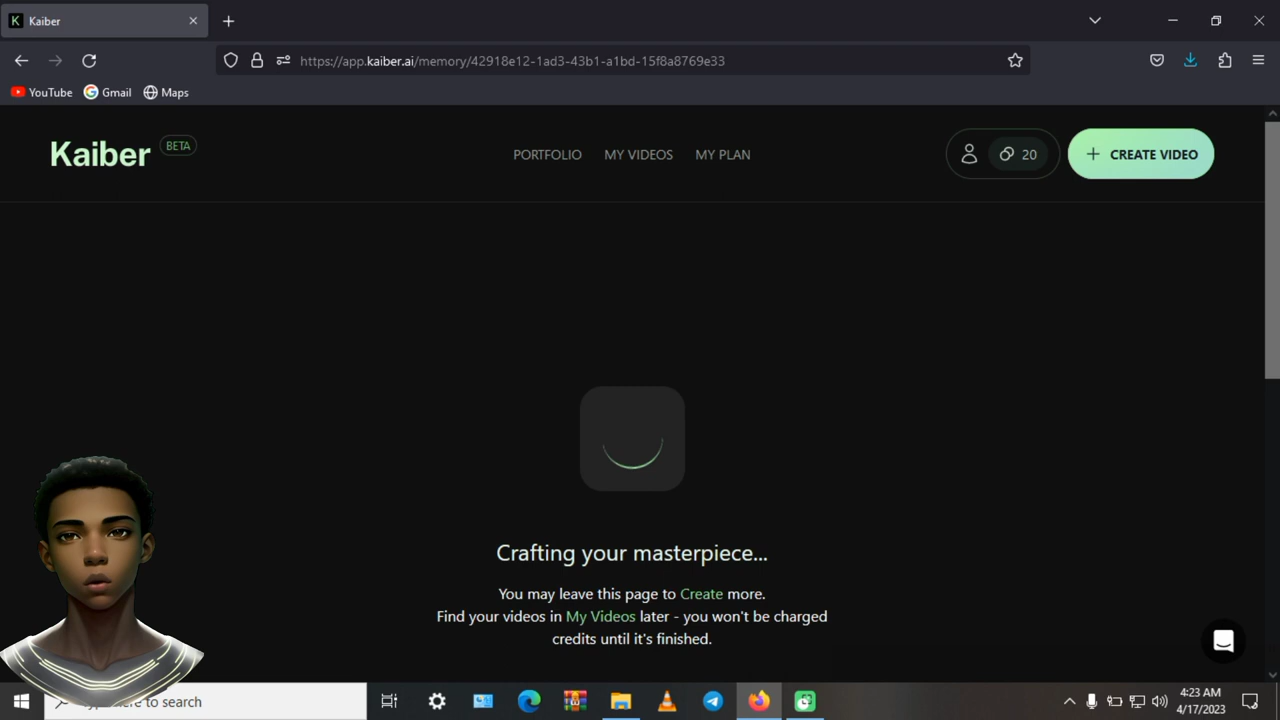 Kaiber
https://app.kaiber.ai/memory/42918e12-1ad3-43b1-a1bd-15f8a8769e33
YouTube Gmail Maps
Kaiber BETA
PORTFOLIO MY VIDEOS MY PLAN
20
CREATE VIDEO
Crafting your masterpiece...
You may leave this page to Create more.
Find your videos in My Videos later - you won't be charged
credits until it's finished.
to search
4:23 AM
4/17/2023